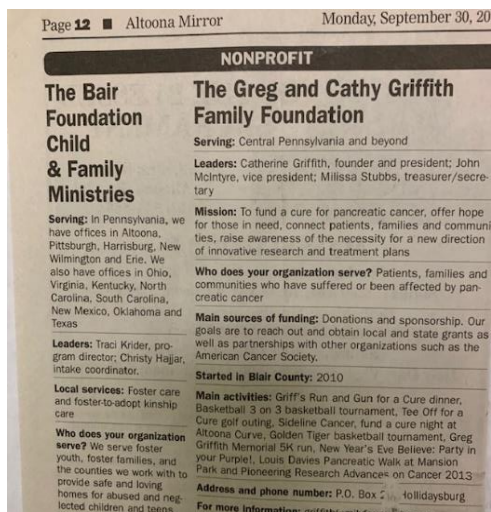 Page 12 ■ Altoona Mirror
Monday, September 30, 20
NONPROFIT
The Bair
Foundation
Child
& Family
Ministries
Serving: In Pennsylvania, we
have offices in Altoona,
Pittsburgh, Harrisburg, New
Wilmington and Erie. We
also have offices in Ohio,
Virginia, Kentucky, North
Carolina, South Carolina,
New Mexico, Oklahoma and
Texas
Leaders: Traci Krider, pro-
gram director; Christy Hajjar,
intake coordinator.
Local services: Foster care
and foster-to-adopt kinship
care
Who does your organization
serve? We serve foster
youth, foster families, and
the counties we work with to
provide safe and loving
homes for abused and neg-
lected children and teens
The Greg and Cathy Griffith
Family Foundation
Serving: Central Pennsylvania and beyond
Leaders: Catherine Griffith, founder and president; John
McIntyre, vice president; Milissa Stubbs, treasurer/secre-
tary
Mission: To fund a cure for pancreatic cancer, offer hope
for those in need, connect patients, families and communi
ties, raise awareness of the necessity for a new direction
of innovative research and treatment plans
Who does your organization serve? Patients, families and
communities who have suffered or been affected by pan-
creatic cancer
Main sources of funding: Donations and sponsorship. Our
goals are to reach out and obtain local and state grants as
well as partnerships with other organizations such as the
American Cancer Society.
Started in Blair County: 2010
Main activities: Griff's Run and Gun for a Cure dinner,
Basketball 3 on 3 basketball tournament, Tee Off for a
Cure golf outing, Sideline Cancer, fund a cure night at
Altoona Curve, Golden Tiger basketball tournament, Greg
Griffith Memorial 5K run, New Year's Eve Believe: Party in
your Purple!, Louis Davies Pancreatic Walk at Mansion
Park and Pioneering Research Advances on Cancer 2013
Address and phone number: P.O. Box ollidaysburg
For more information: